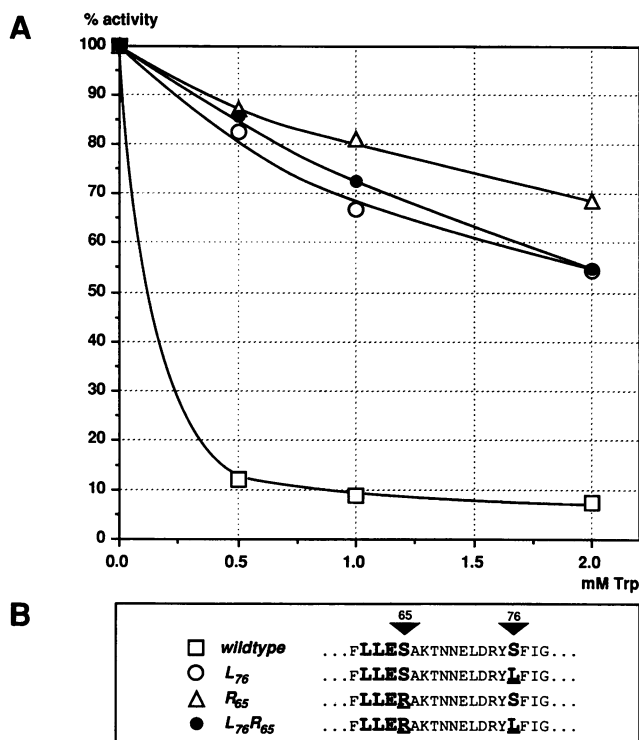 A
% activity
100
90
80
70
60
50
40
30
20
10
0
0.0 0.5 1.0 1.5 2.0
mM Trp
B
65 76
wildtype ...FLLESAKTNNELDRYSFIG...
L76 ...FLLESAKTNNELDRYLFIG...
R65 ...FLLERAKTNNELDRYSFIG...
L76R65 ...FLLERAKTNNELDRYLFIG...